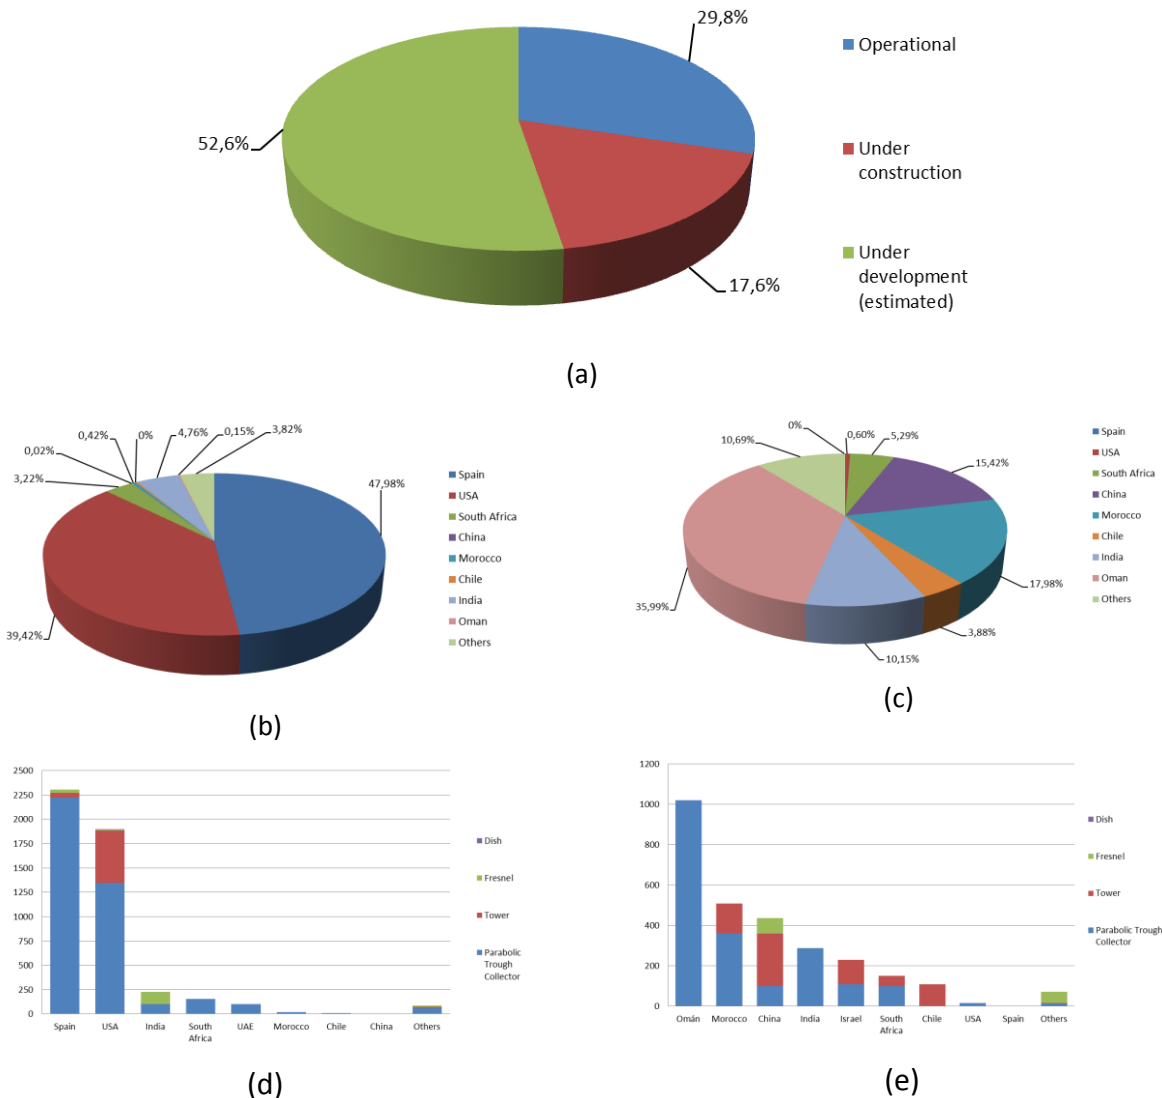 29,8%
Operational
52,6%
Under
construction
Under
development
(estimated)
17,6%
(a)
0,42%
0%
4,76%
0,15%
3,82%
0,02%
3,22%
47,98%
39,42%
Spain
USA
South Africa
China
Morocco
Chile
India
Oman
Others
(b)
0%
0,60%
5,29%
10,69%
15,42%
35,99%
17,98%
3,88%
10,15%
Spain
USA
South Africa
China
Morocco
Chile
India
Oman
Others
(c)
2500
2250
2000
1750
1500
1250
1000
750
500
250
0
Spain
USA
India
South
Africa
UAE
Morocco
Chile
China
Others
Dish
Fresnel
Tower
Parabolic
Trough
Collector
(d)
1200
1000
800
600
400
200
0
Omán
Morocco
China
India
Israel
South
Africa
Chile
USA
Spain
Others
Dish
Fresnel
Tower
Parabolic Trough
Collector
(e)